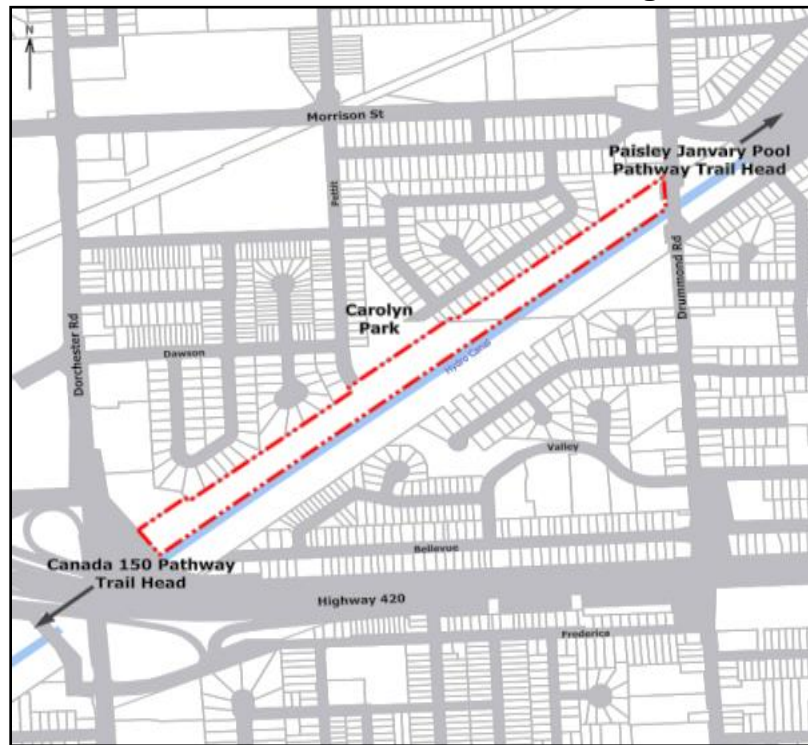 N
Morrison St
Paisley Janvary Pool
Pathway Trail Head
Pettit
Drummond Rd
Carolyn
Park
Dorchester Rd
Dawson
Hydro Canal
Valley
Bellevue
Canada 150 Pathway
Trail Head
Highway 420
Frederica